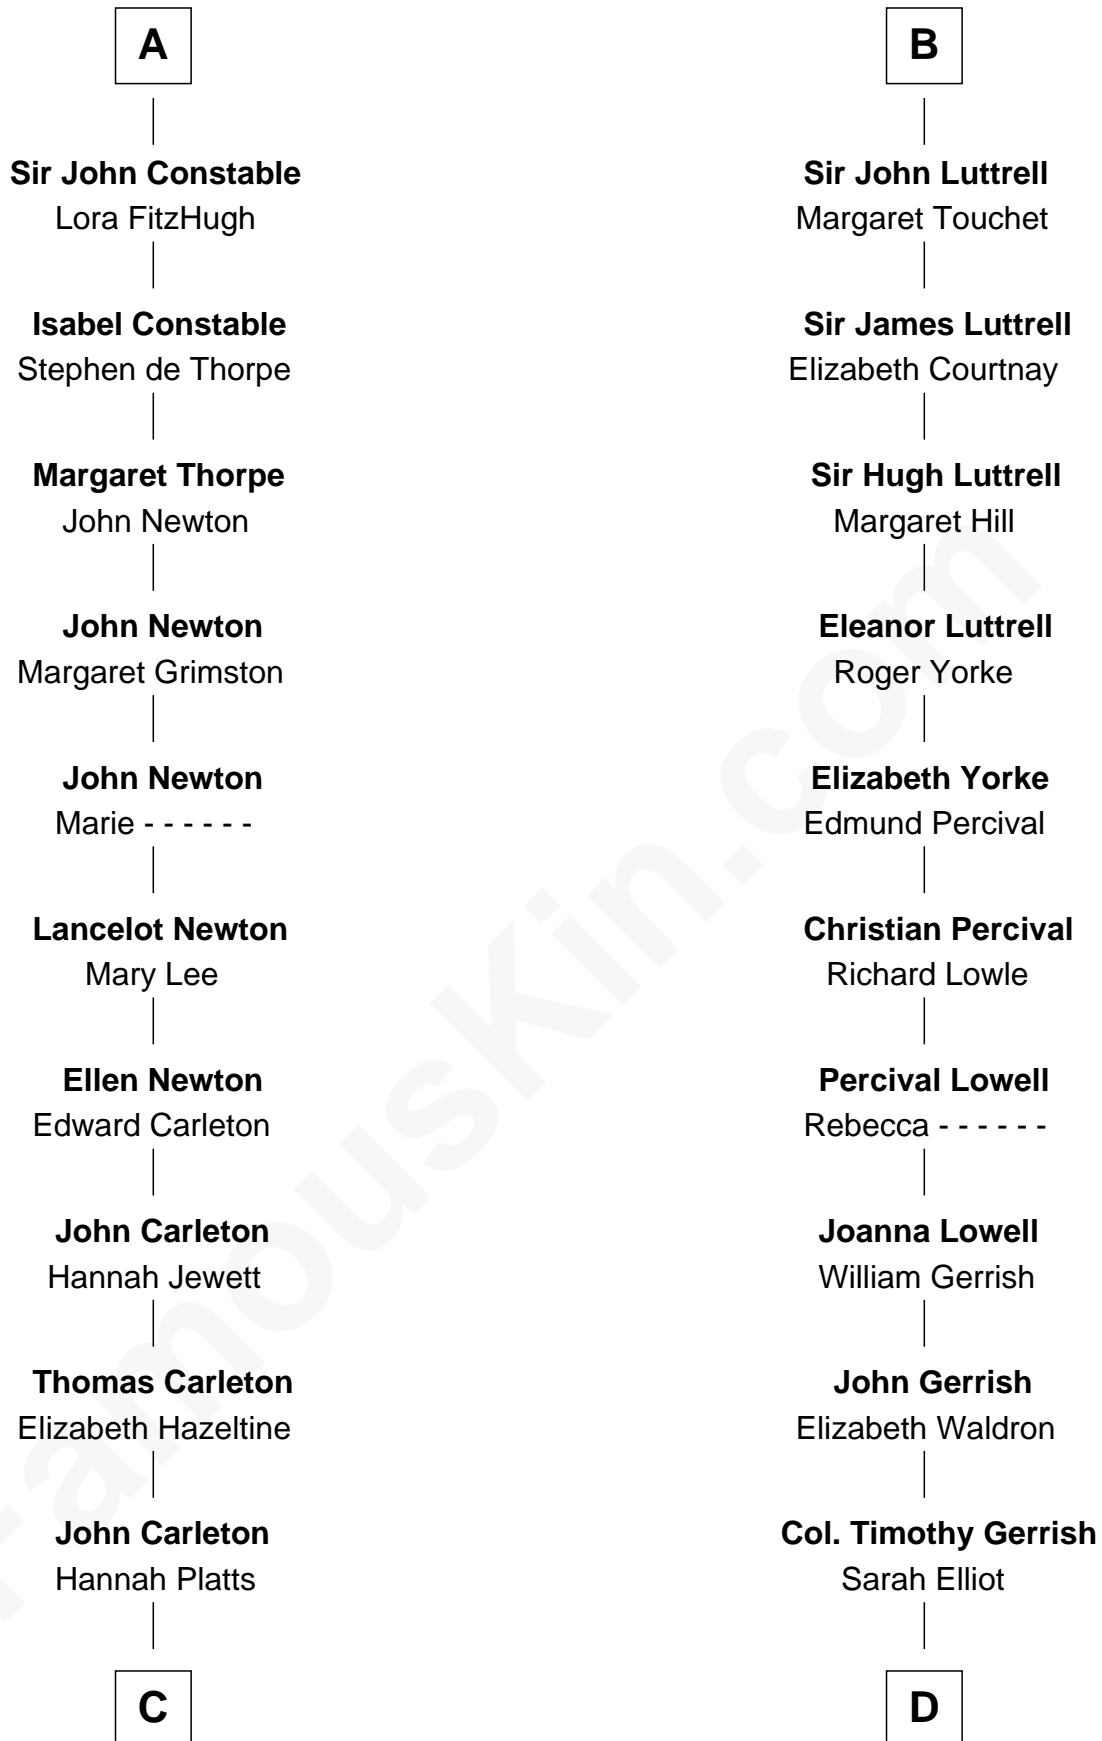 A
Sir John Constable
Lora FitzHugh
Isabel Constable
Stephen de Thorpe
Margaret Thorpe
John Newton
John Newton
Margaret Grimston
John Newton
Marie - - - - - -
Lancelot Newton
Mary Lee
Ellen Newton
Edward Carleton
John Carleton
Hannah Jewett
Thomas Carleton
Elizabeth Hazeltine
John Carleton
Hannah Platts
C
B
Sir John Luttrell
Margaret Touchet
Sir James Luttrell
Elizabeth Courtnay
Sir Hugh Luttrell
Margaret Hill
Eleanor Luttrell
Roger Yorke
Elizabeth Yorke
Edmund Percival
Christian Percival
Richard Lowle
Percival Lowell
Rebecca - - - - - -
Joanna Lowell
William Gerrish
John Gerrish
Elizabeth Waldron
Col. Timothy Gerrish
Sarah Elliot
D
FamousKin.com